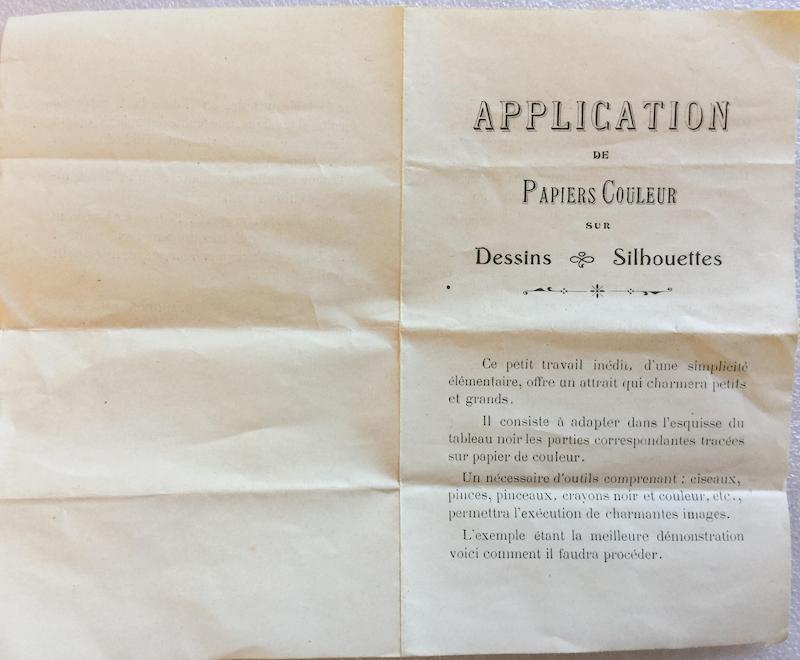 APPLICATION
DE
PAPIERS COULEUR
SUR
Dessins Silhouettes
Ce petit travail inédit, d'une simplicité
élémentaire, offre un attrait qui charmera petits
et grands.
Il consiste à adapter dans l'esquisse du
tableau noir les parties correspondantes tracées
sur papier de couleur.
Un nécessaire d'outils comprenant : ciseaux,
pinces, pinceaux, crayons noir et couleur, etc.,
permettra l'exécution de charmantes images.
L'exemple étant la meilleure démonstration
voici comment il faudra procéder.